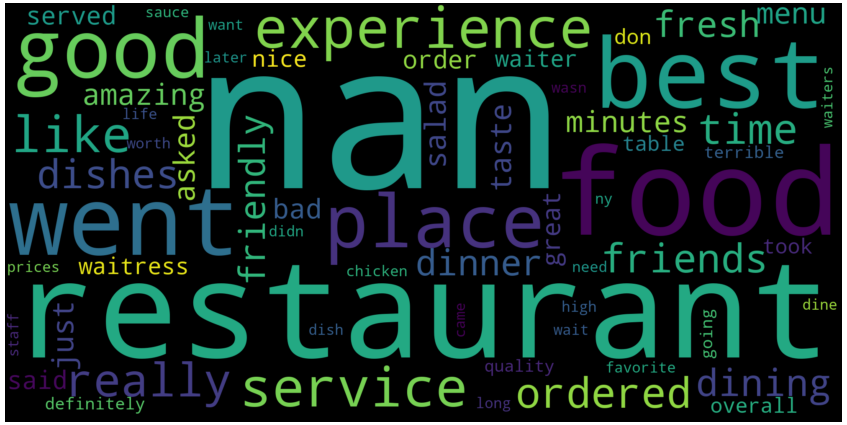 served
sauce
want
good
experience
fresh
menu
don
later
nice
order
waiter
nan
best
wasn
waiters
amazing
life
like
worth
asked
friendly
salad
taste
minutes
time
table
terrible
dishes
went
bad
didn
place
great
food
ny
took
prices
waitress
chicken
dinner
need
friends
restaurant
staff
just
dish
came
high
wait
going
dine
said
really
service
quality
long
favorite
ordered
dining
definitely
overall